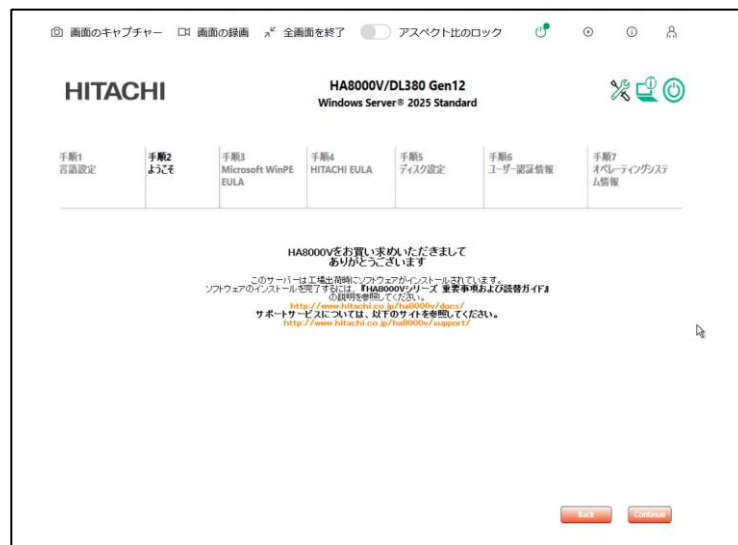 画面のキャプチャー 画面の録画 全画面を終了 アスペクト比のロック
HITACHI
HA8000V/DL380 Gen12
Windows Server® 2025 Standard
手順1
言語設定
手順2
ようこそ
手順3
Microsoft WinPE
EULA
手順4
HITACHI EULA
手順5
ディスク設定
手順6
ユーザー認証情報
手順7
オペレーティングシステ
ム情報
HA8000Vをお買い求めいただきまして
ありがとうございます
このサーバーは工場出荷時にソフトウェアがインストールされています。
ソフトウェアのインストールを完了するには、『HA8000Vシリーズ 重要事項および読替ガイド』
の説明を参照してください。
http://www.hitachi.co.jp/ha8000v/docs/
サポートサービスについては、以下のサイトを参照してください。
http://www.hitachi.co.jp/ha8000v/support/
Back Continue